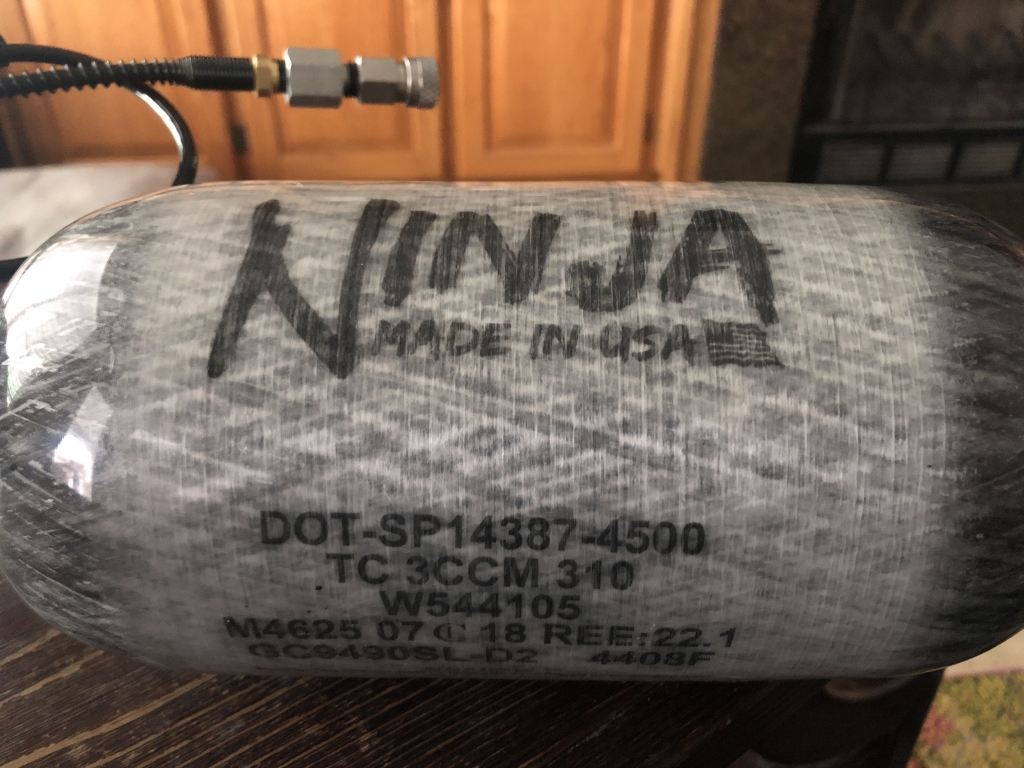 NINJA
MADE IN USA
DOT-SP14387-4500
TC 3CCM 310
W544105
M4625 07 C 18 REE:22.1
GC9490SL-D2 4408F